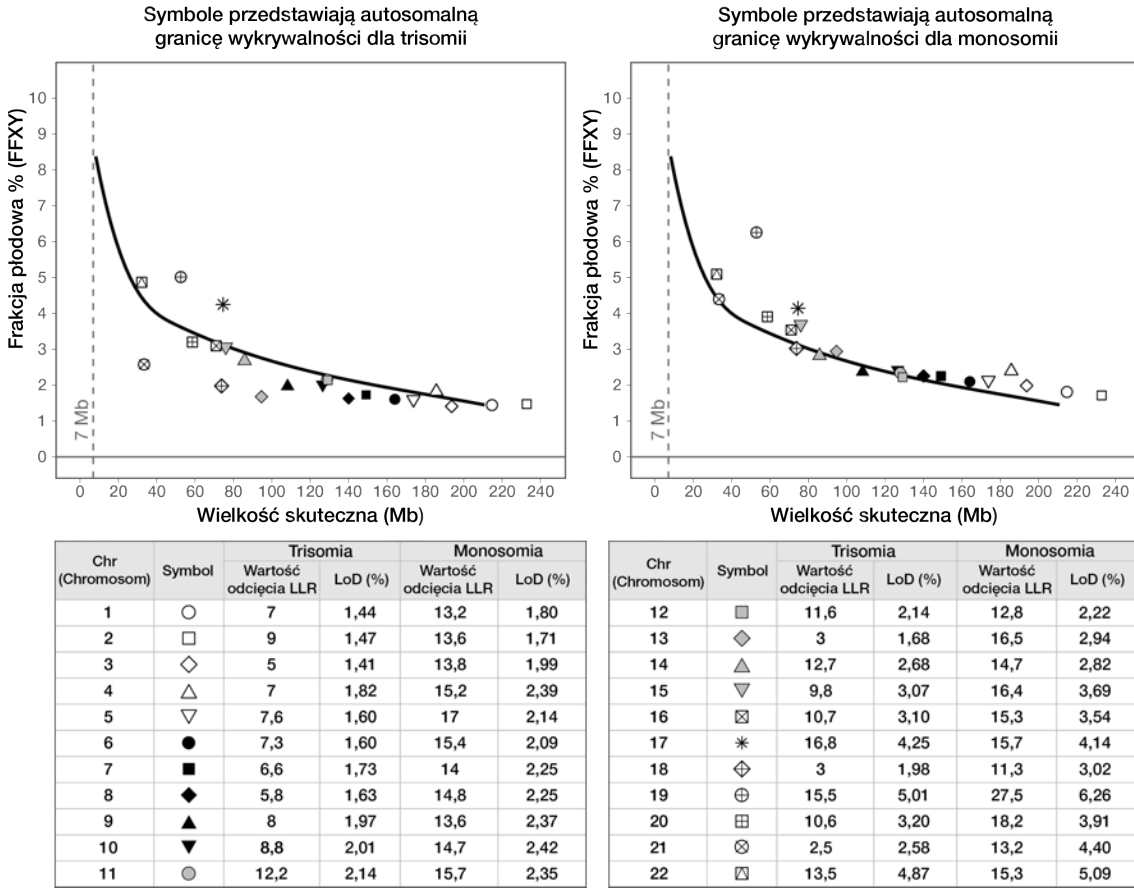 Symbole przedstawiają autosomalną
granicę wykrywalności dla trisomii
Frakcja płodowa % (FFXY)
10
9
8
7
6
5
4
3
2
1
0
7 Mb
0 20 40 60 80 100 120 140 160 180 200 220 240
Wielkość skuteczna (Mb)
Symbole przedstawiają autosomalną
granicę wykrywalności dla monosomii
Frakcja płodowa % (FFXY)
10
9
8
7
6
5
4
3
2
1
0
7 Mb
0 20 40 60 80 100 120 140 160 180 200 220 240
Wielkość skuteczna (Mb)
Chr (Chromosom) Symbol Trisomia Monosomia
Wartość odcięcia LLR LoD (%) Wartość odcięcia LLR LoD (%)
1 7 1,44 13,2 1,80
2 9 1,47 13,6 1,71
3 5 1,41 13,8 1,99
4 7 1,82 15,2 2,39
5 7,6 1,60 17 2,14
6 7,3 1,60 15,4 2,09
7 6,6 1,73 14 2,25
8 5,8 1,63 14,8 2,25
9 8 1,97 13,6 2,37
10 8,8 2,01 14,7 2,42
11 12,2 2,14 15,7 2,35
Chr (Chromosom) Symbol Trisomia Monosomia
Wartość odcięcia LLR LoD (%) Wartość odcięcia LLR LoD (%)
12 11,6 2,14 12,8 2,22
13 3 1,68 16,5 2,94
14 12,7 2,68 14,7 2,82
15 9,8 3,07 16,4 3,69
16 10,7 3,10 15,3 3,54
17 16,8 4,25 15,7 4,14
18 3 1,98 11,3 3,02
19 15,5 5,01 27,5 6,26
20 10,6 3,20 18,2 3,91
21 2,5 2,58 13,2 4,40
22 13,5 4,87 15,3 5,09